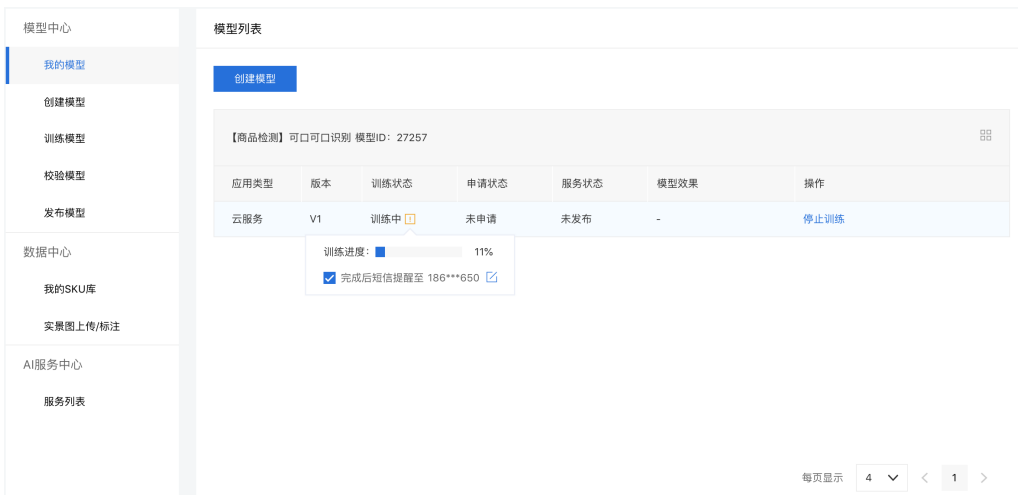 模型中心
我的模型
创建模型
训练模型
校验模型
发布模型
数据中心
我的SKU库
实景图上传/标注
AI服务中心
服务列表
模型列表
创建模型
【商品检测】可口可口识别 模型ID：27257
应用类型 版本 训练状态 申请状态 服务状态 模型效果 操作
云服务 V1 训练中 未申请 未发布 - 停止训练
训练进度： 11%
完成后短信提醒至 186***650
每页显示 4 < 1 >